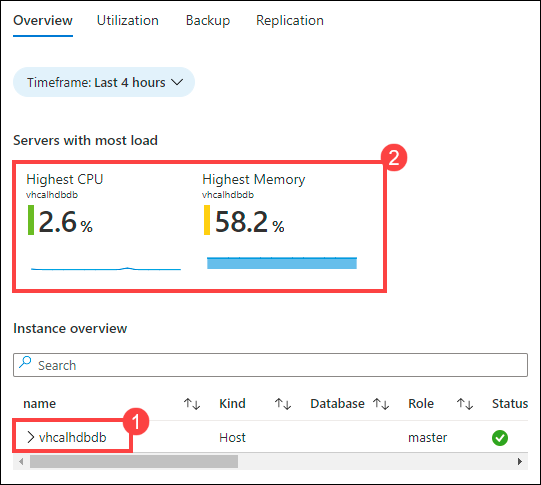 Overview Utilization Backup Replication
Timeframe: Last 4 hours
Servers with most load
2
Highest CPU Highest Memory
vhcalhdbdb vhcalhdbdb
2.6 % 58.2 %
Instance overview
Search
name Kind Database Role Status
1
vhcalhdbdb Host master